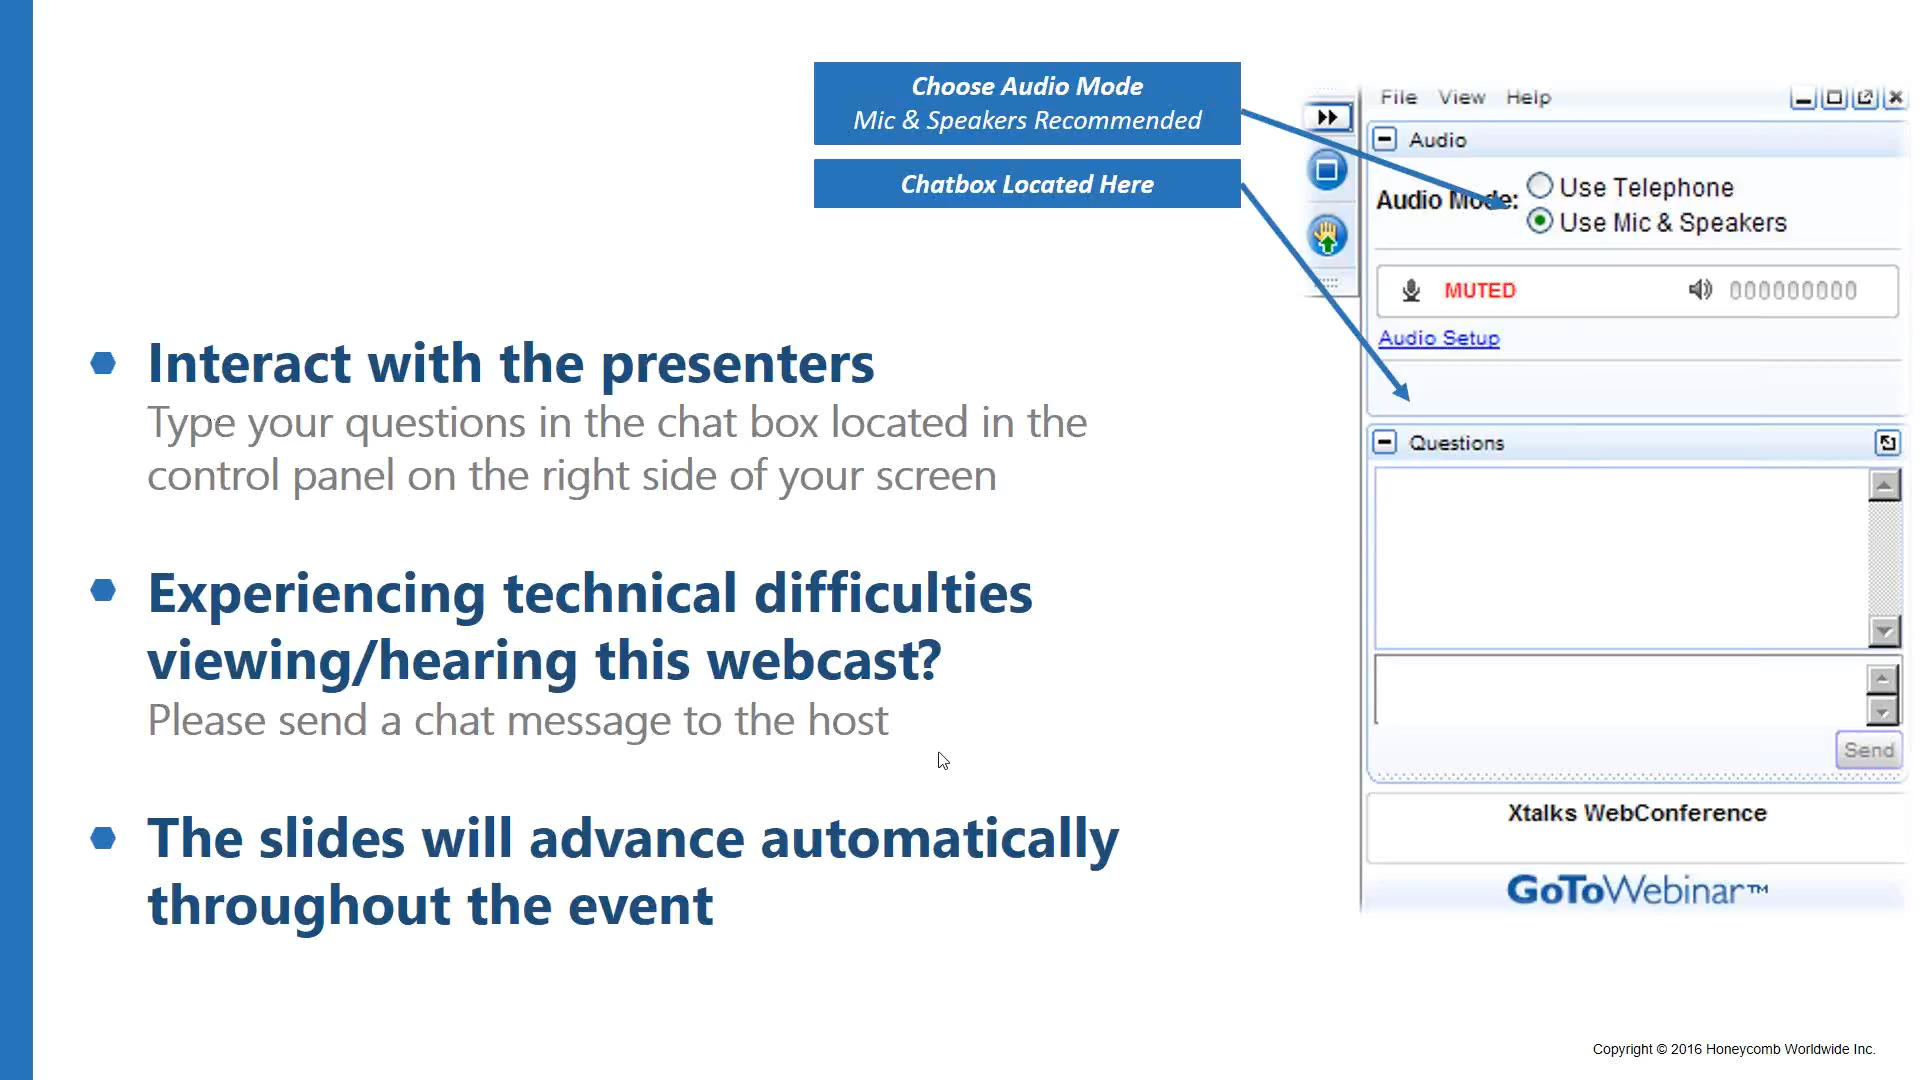 Choose Audio Mode
Mic & Speakers Recommended
Chatbox Located Here
Interact with the presenters
Type your questions in the chat box located in the
control panel on the right side of your screen
Experiencing technical difficulties
viewing/hearing this webcast?
Please send a chat message to the host
The slides will advance automatically
throughout the event
File View Help
Audio
Audio Mode:
Use Telephone
Use Mic & Speakers
MUTED
000000000
Audio Setup
Questions
Send
Xtalks WebConference
GoToWebinar™
Copyright © 2016 Honeycomb Worldwide Inc.